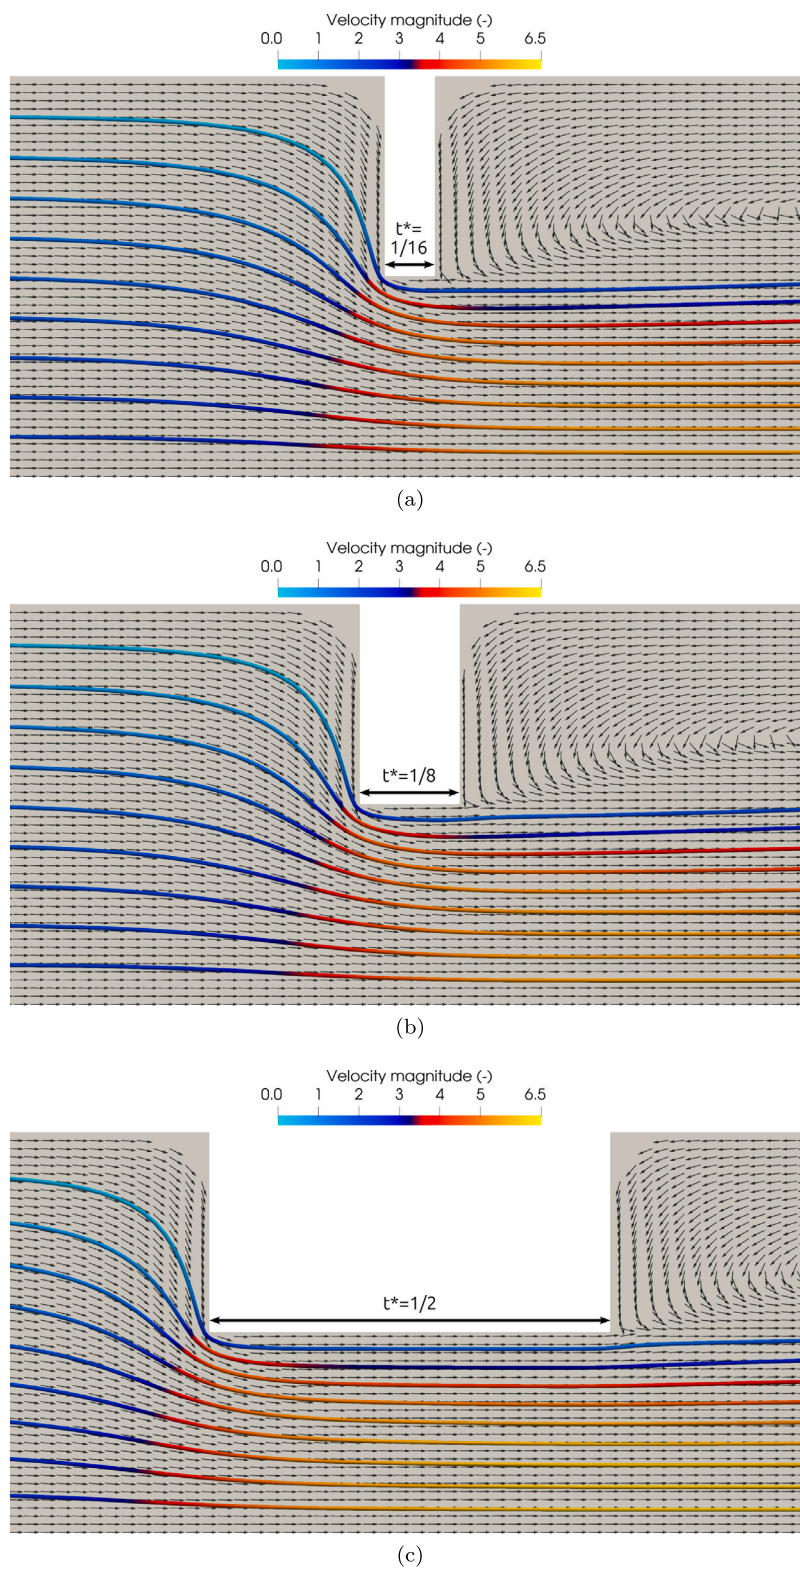 Velocity magnitude (-)
0.0 1 2 3 4 5 6.5
t*=
1/16
(a)
Velocity magnitude (-)
0.0 1 2 3 4 5 6.5
t*=1/8
(b)
Velocity magnitude (-)
0.0 1 2 3 4 5 6.5
t*=1/2
(c)